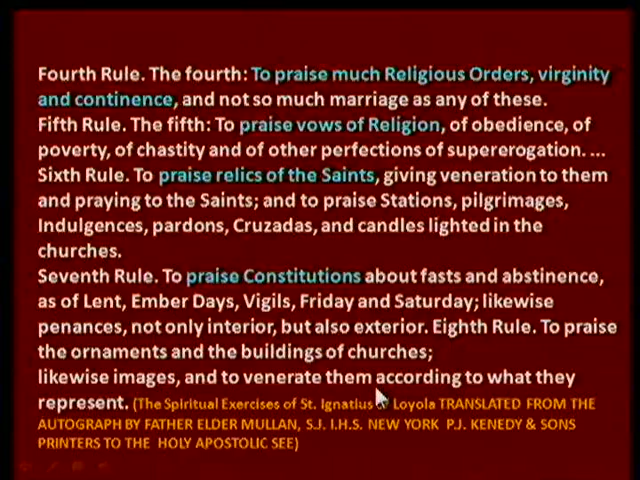 Fourth Rule. The fourth: To praise much Religious Orders, virginity
and continence, and not so much marriage as any of these.
Fifth Rule. The fifth: To praise vows of Religion, of obedience, of
poverty, of chastity and of other perfections of supererogation. ...
Sixth Rule. To praise relics of the Saints, giving veneration to them
and praying to the Saints; and to praise Stations, pilgrimages,
Indulgences, pardons, Cruzadas, and candles lighted in the
churches.
Seventh Rule. To praise Constitutions about fasts and abstinence,
as of Lent, Ember Days, Vigils, Friday and Saturday; likewise
penances, not only interior, but also exterior. Eighth Rule. To praise
the ornaments and the buildings of churches;
likewise images, and to venerate them according to what they
represent. (The Spiritual Exercises of St. Ignatius Loyola TRANSLATED FROM THE
AUTOGRAPH BY FATHER ELDER MULLAN, S.J. I.H.S. NEW YORK P.J. KENEDY & SONS
PRINTERS TO THE HOLY APOSTOLIC SEE)